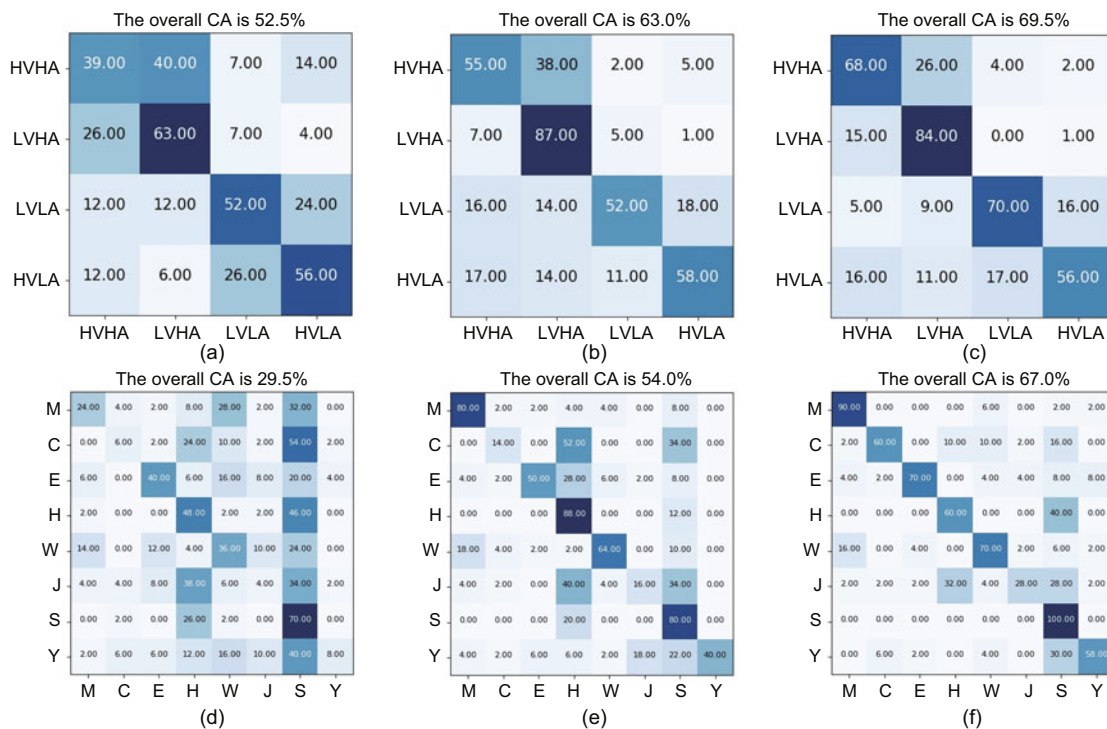 The overall CA is 52.5%
HVHA 39.00 40.00 7.00 14.00
LVHA 26.00 63.00 7.00 4.00
LVLA 12.00 12.00 52.00 24.00
HVLA 12.00 6.00 26.00 56.00
HVHA LVHA LVLA HVLA
(a)
The overall CA is 63.0%
HVHA 55.00 38.00 2.00 5.00
LVHA 7.00 87.00 5.00 1.00
LVLA 16.00 14.00 52.00 18.00
HVLA 17.00 14.00 11.00 58.00
HVHA LVHA LVLA HVLA
(b)
The overall CA is 69.5%
HVHA 68.00 26.00 4.00 2.00
LVHA 15.00 84.00 0.00 1.00
LVLA 5.00 9.00 70.00 16.00
HVLA 16.00 11.00 17.00 56.00
HVHA LVHA LVLA HVLA
(c)
The overall CA is 29.5%
M 24.00 4.00 2.00 8.00 28.00 2.00 32.00 0.00
C 0.00 6.00 2.00 24.00 10.00 2.00 54.00 2.00
E 6.00 0.00 40.00 6.00 16.00 8.00 20.00 4.00
H 2.00 0.00 0.00 48.00 2.00 2.00 46.00 0.00
W 14.00 0.00 12.00 4.00 36.00 10.00 24.00 0.00
J 4.00 4.00 8.00 38.00 6.00 4.00 34.00 2.00
S 0.00 2.00 0.00 26.00 2.00 0.00 70.00 0.00
Y 2.00 6.00 6.00 12.00 16.00 10.00 40.00 8.00
M C E H W J S Y
(d)
The overall CA is 54.0%
M 80.00 2.00 2.00 4.00 4.00 0.00 8.00 0.00
C 0.00 14.00 0.00 52.00 0.00 0.00 34.00 0.00
E 4.00 2.00 50.00 28.00 6.00 2.00 8.00 0.00
H 0.00 0.00 0.00 88.00 0.00 0.00 12.00 0.00
W 18.00 4.00 2.00 2.00 64.00 0.00 10.00 0.00
J 4.00 2.00 0.00 40.00 4.00 16.00 34.00 0.00
S 0.00 0.00 0.00 20.00 0.00 0.00 80.00 0.00
Y 4.00 2.00 6.00 6.00 2.00 18.00 22.00 40.00
M C E H W J S Y
(e)
The overall CA is 67.0%
M 90.00 0.00 0.00 0.00 6.00 0.00 2.00 2.00
C 2.00 60.00 0.00 10.00 10.00 2.00 16.00 0.00
E 4.00 2.00 70.00 4.00 0.00 4.00 8.00 8.00
H 0.00 0.00 0.00 60.00 0.00 0.00 40.00 0.00
W 16.00 0.00 4.00 0.00 70.00 2.00 6.00 2.00
J 2.00 2.00 2.00 32.00 4.00 28.00 28.00 2.00
S 0.00 0.00 0.00 0.00 0.00 0.00 100.00 0.00
Y 0.00 6.00 2.00 0.00 4.00 0.00 30.00 58.00
M C E H W J S Y
(f)